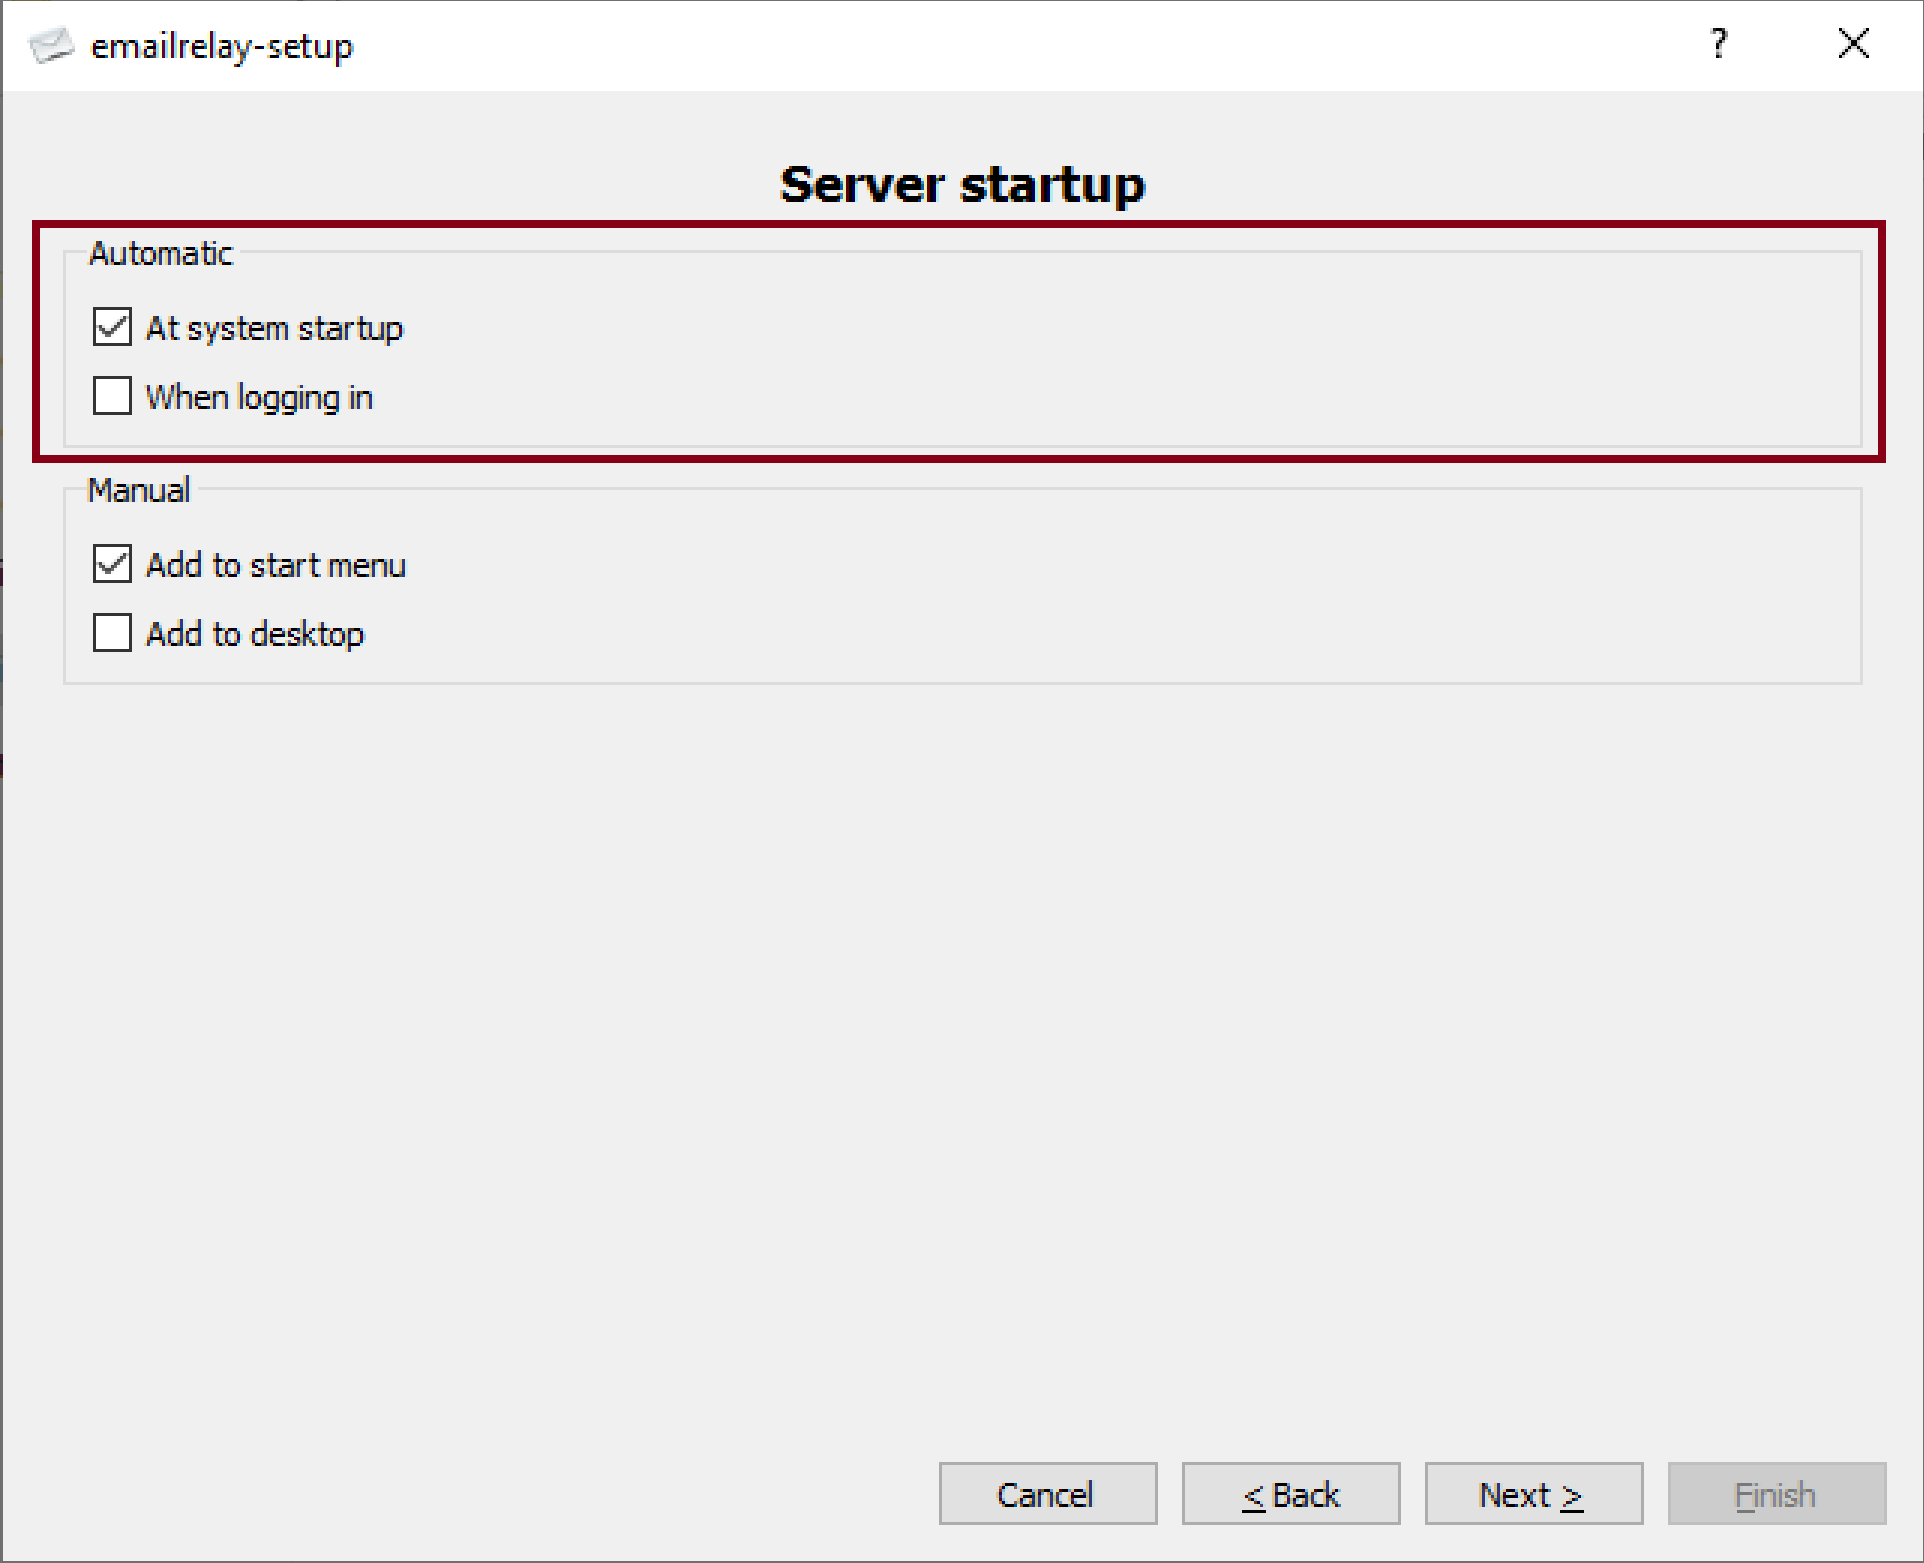 emailrelay-setup
?
Server startup
Automatic
At system startup
When logging in
Manual
Add to start menu
Add to desktop
Cancel
< Back
Next >
Finish